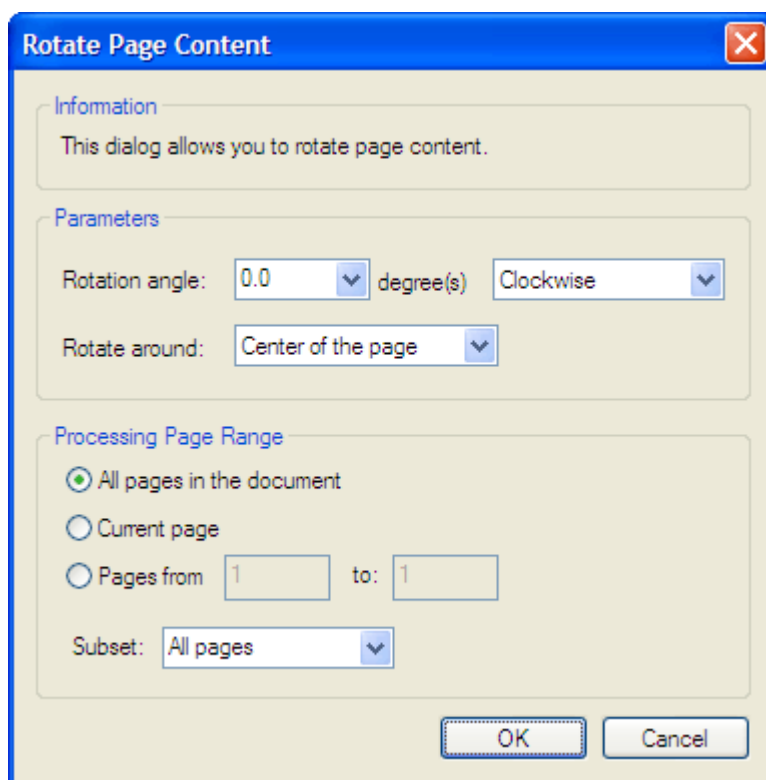 Rotate Page Content
Information
This dialog allows you to rotate page content.
Parameters
Rotation angle: 0.0 degree(s) Clockwise
Rotate around: Center of the page
Processing Page Range
All pages in the document
Current page
Pages from 1 to: 1
Subset: All pages
OK Cancel